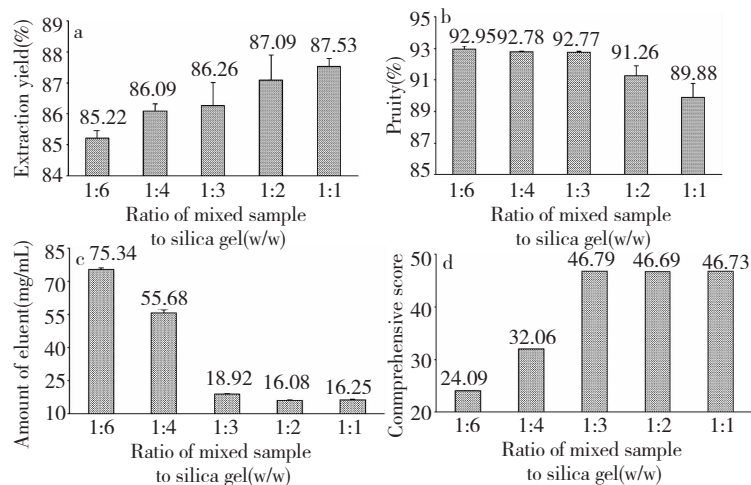 a
Extraction yield(%)
89
88
87
86
85
84
85.22
86.09
86.26
87.09
87.53
1:6 1:4 1:3 1:2 1:1
Ratio of mixed sample
to silica gel(w/w)
b
Pruity(%)
95
93
91
89
87
85
92.95 92.78 92.77
91.26
89.88
1:6 1:4 1:3 1:2 1:1
Ratio of mixed sample
to silica gel(w/w)
c
Amount of eluent(mg/mL)
85
70
55
40
25
10
75.34
55.68
18.92
16.08
16.25
1:6 1:4 1:3 1:2 1:1
Ratio of mixed sample
to silica gel(w/w)
d
Conmprehensive score
50
40
30
20
24.09
32.06
46.79 46.69 46.73
1:6 1:4 1:3 1:2 1:1
Ratio of mixed sample
to silica gel(w/w)